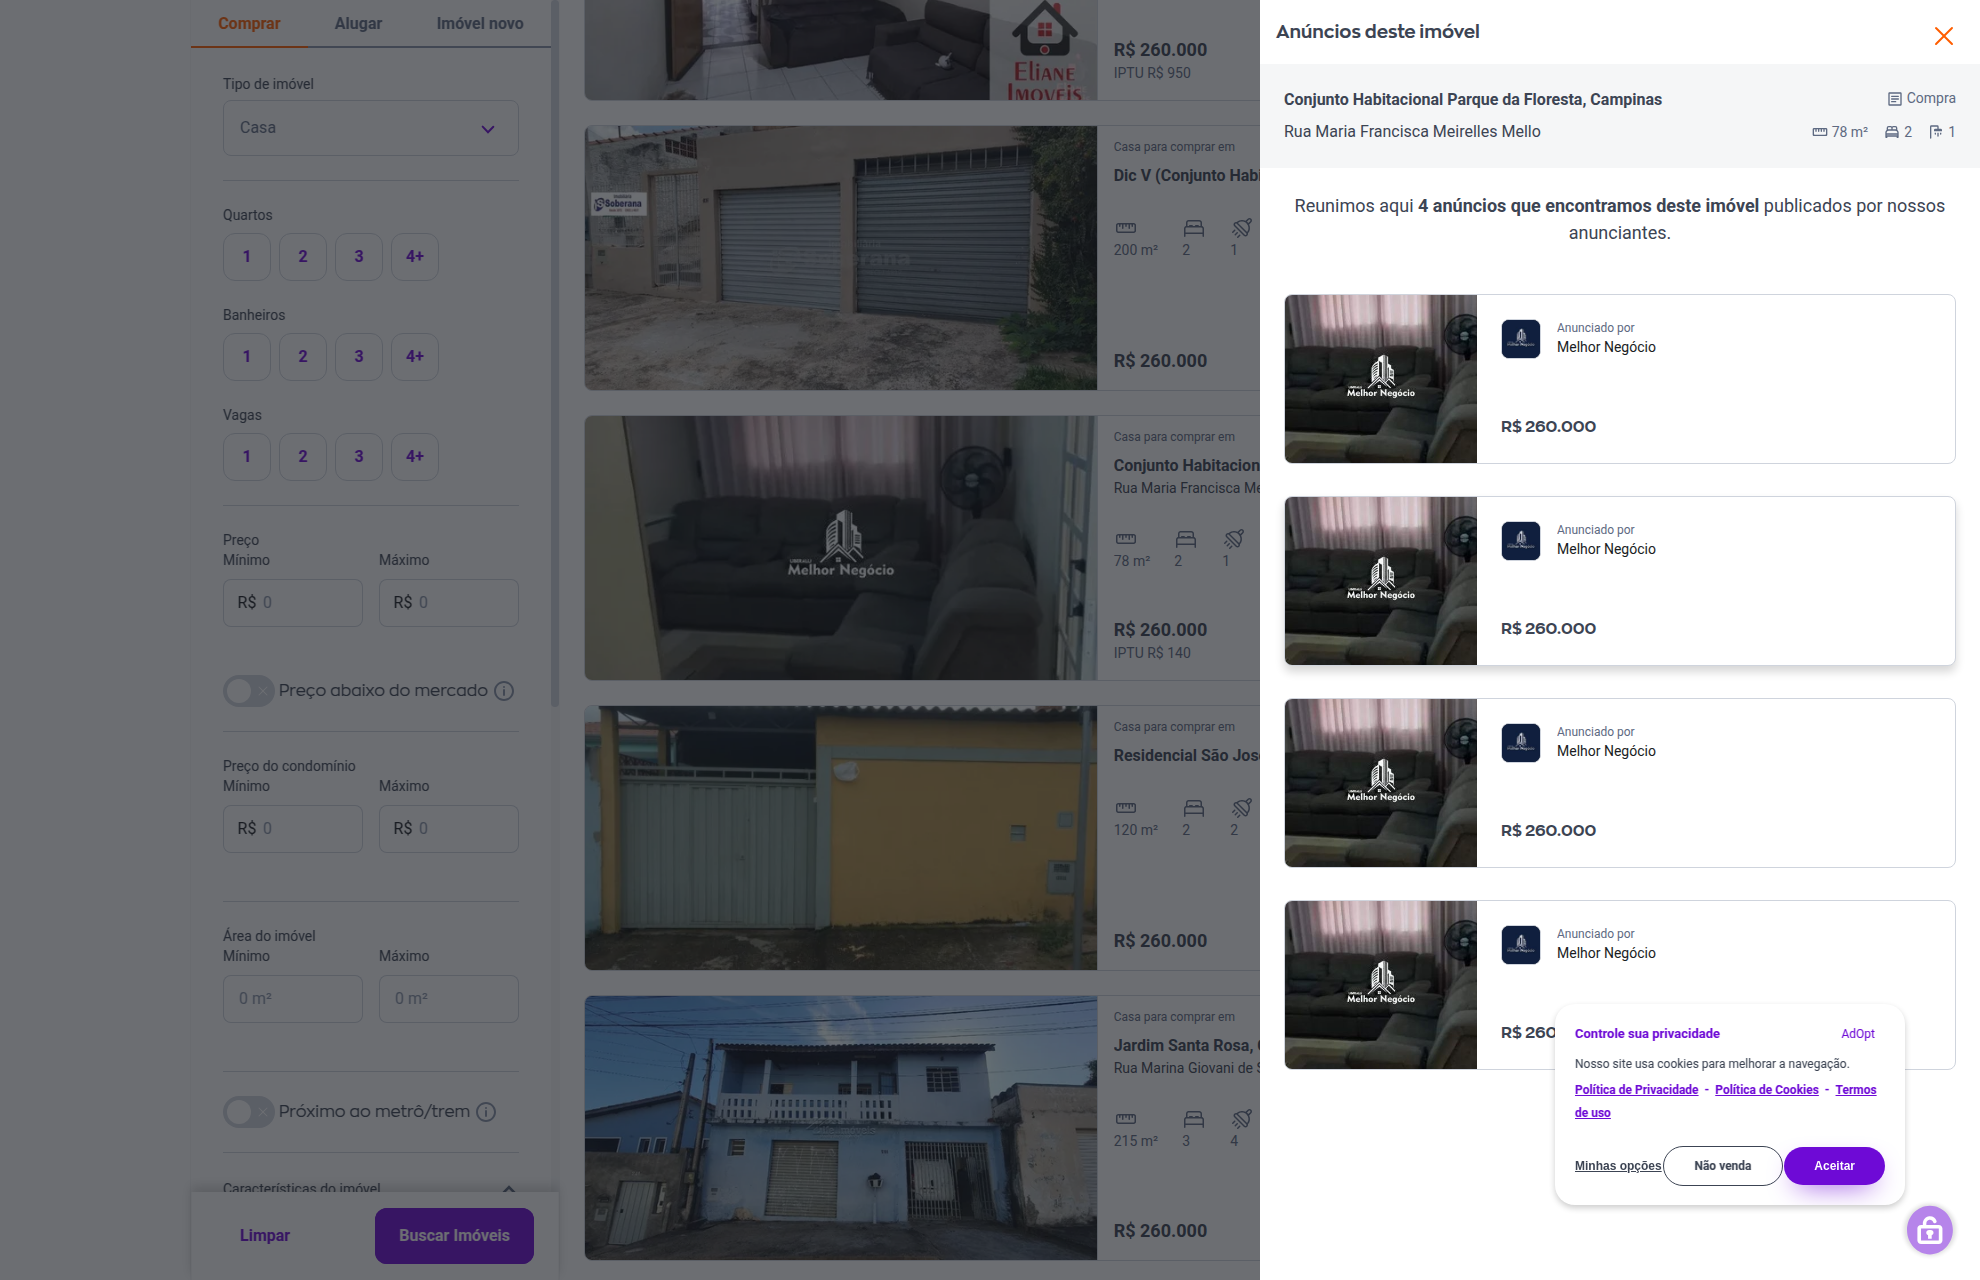 Comprar
Alugar
Imóvel novo
Tipo de imóvel
Casa
Quartos
1
2
3
4+
Banheiros
1
2
3
4+
Vagas
1
2
3
4+
Preço
Mínimo
Máximo
R$ 0
R$ 0
Preço abaixo do mercado
Preço do condomínio
Mínimo
Máximo
R$ 0
R$ 0
Área do imóvel
Mínimo
Máximo
0 m²
0 m²
Próximo ao metrô/trem
Características do imóvel
Limpar
Buscar Imóveis
Eliane
Imoveis
R$ 260.000
IPTU R$ 950
Soberana
Casa para comprar em
Dic V (Conjunto Habi
200 m²
2
1
R$ 260.000
Melhor Negócio
Casa para comprar em
Conjunto Habitacion
Rua Maria Francisca Me
78 m²
2
1
R$ 260.000
IPTU R$ 140
Casa para comprar em
Residencial São José
120 m²
2
2
R$ 260.000
Casa para comprar em
Jardim Santa Rosa,
Rua Marina Giovani de S
215 m²
3
4
R$ 260.000
Anúncios deste imóvel
Conjunto Habitacional Parque da Floresta, Campinas
Compra
Rua Maria Francisca Meirelles Mello
78 m²
2
1
Reunimos aqui 4 anúncios que encontramos deste imóvel publicados por nossos
anunciantes.
Melhor Negócio
Anunciado por
Melhor Negócio
R$ 260.000
Melhor Negócio
Anunciado por
Melhor Negócio
R$ 260.000
Melhor Negócio
Anunciado por
Melhor Negócio
R$ 260.000
Melhor Negócio
Anunciado por
Melhor Negócio
R$ 260
Controle sua privacidade
AdOpt
Nosso site usa cookies para melhorar a navegação.
Política de Privacidade - Política de Cookies - Termos
de uso
Minhas opções
Não venda
Aceitar